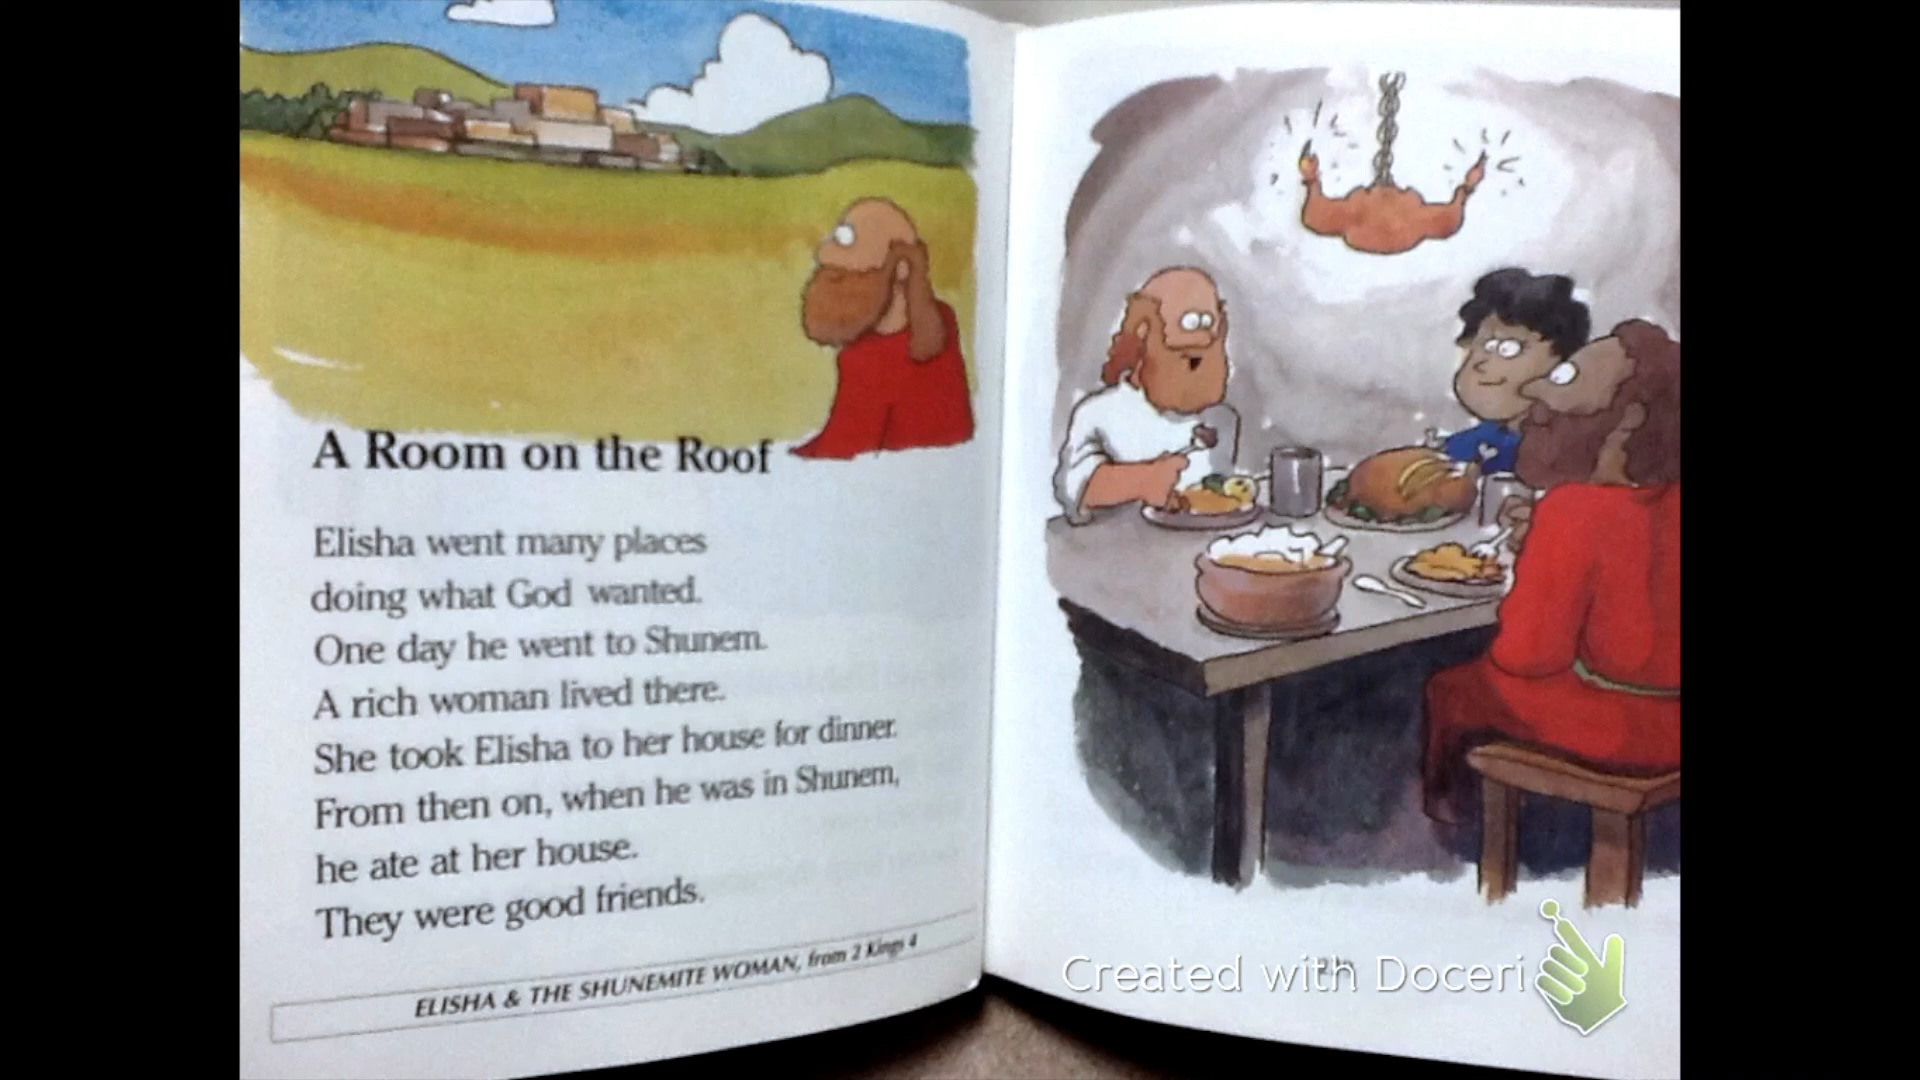 A Room on the Roof
Elisha went many places
doing what God wanted.
One day he went to Shunem.
A rich woman lived there.
She took Elisha to her house for dinner.
From then on, when he was in Shunem,
he ate at her house.
They were good friends.
ELISHA & THE SHUNEMITE WOMAN, from 2 Kings 4
Created with Doceri